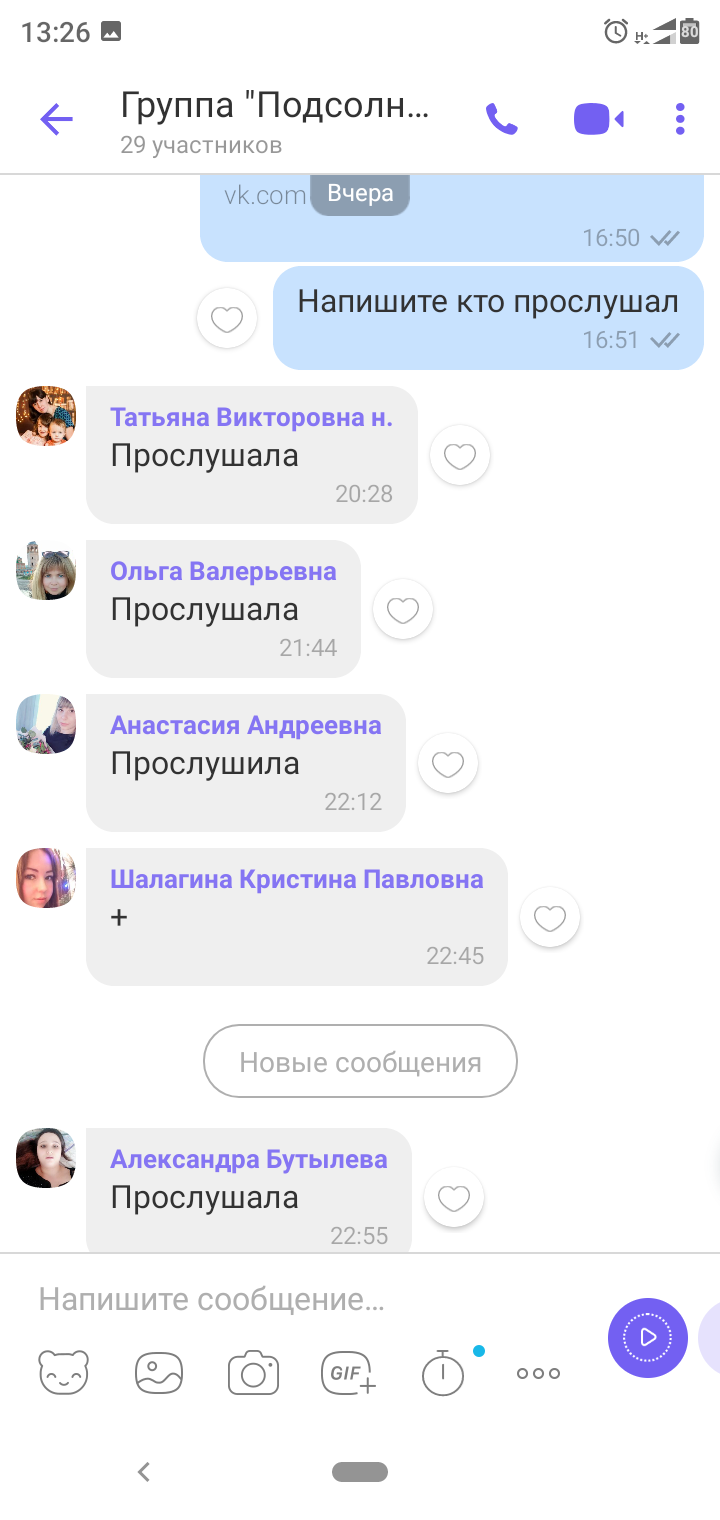 13:26
H+
80
Группа "Подсолн...
29 участников
vk.com
Вчера
16:50
Напишите кто прослушал
16:51
Татьяна Викторовна н.
Прослушала
20:28
Ольга Валерьевна
Прослушала
21:44
Анастасия Андреевна
Прослушила
22:12
Шалагина Кристина Павловна
+
22:45
Новые сообщения
Александра Бутылева
Прослушала
22:55
Напишите сообщение...
GIF+